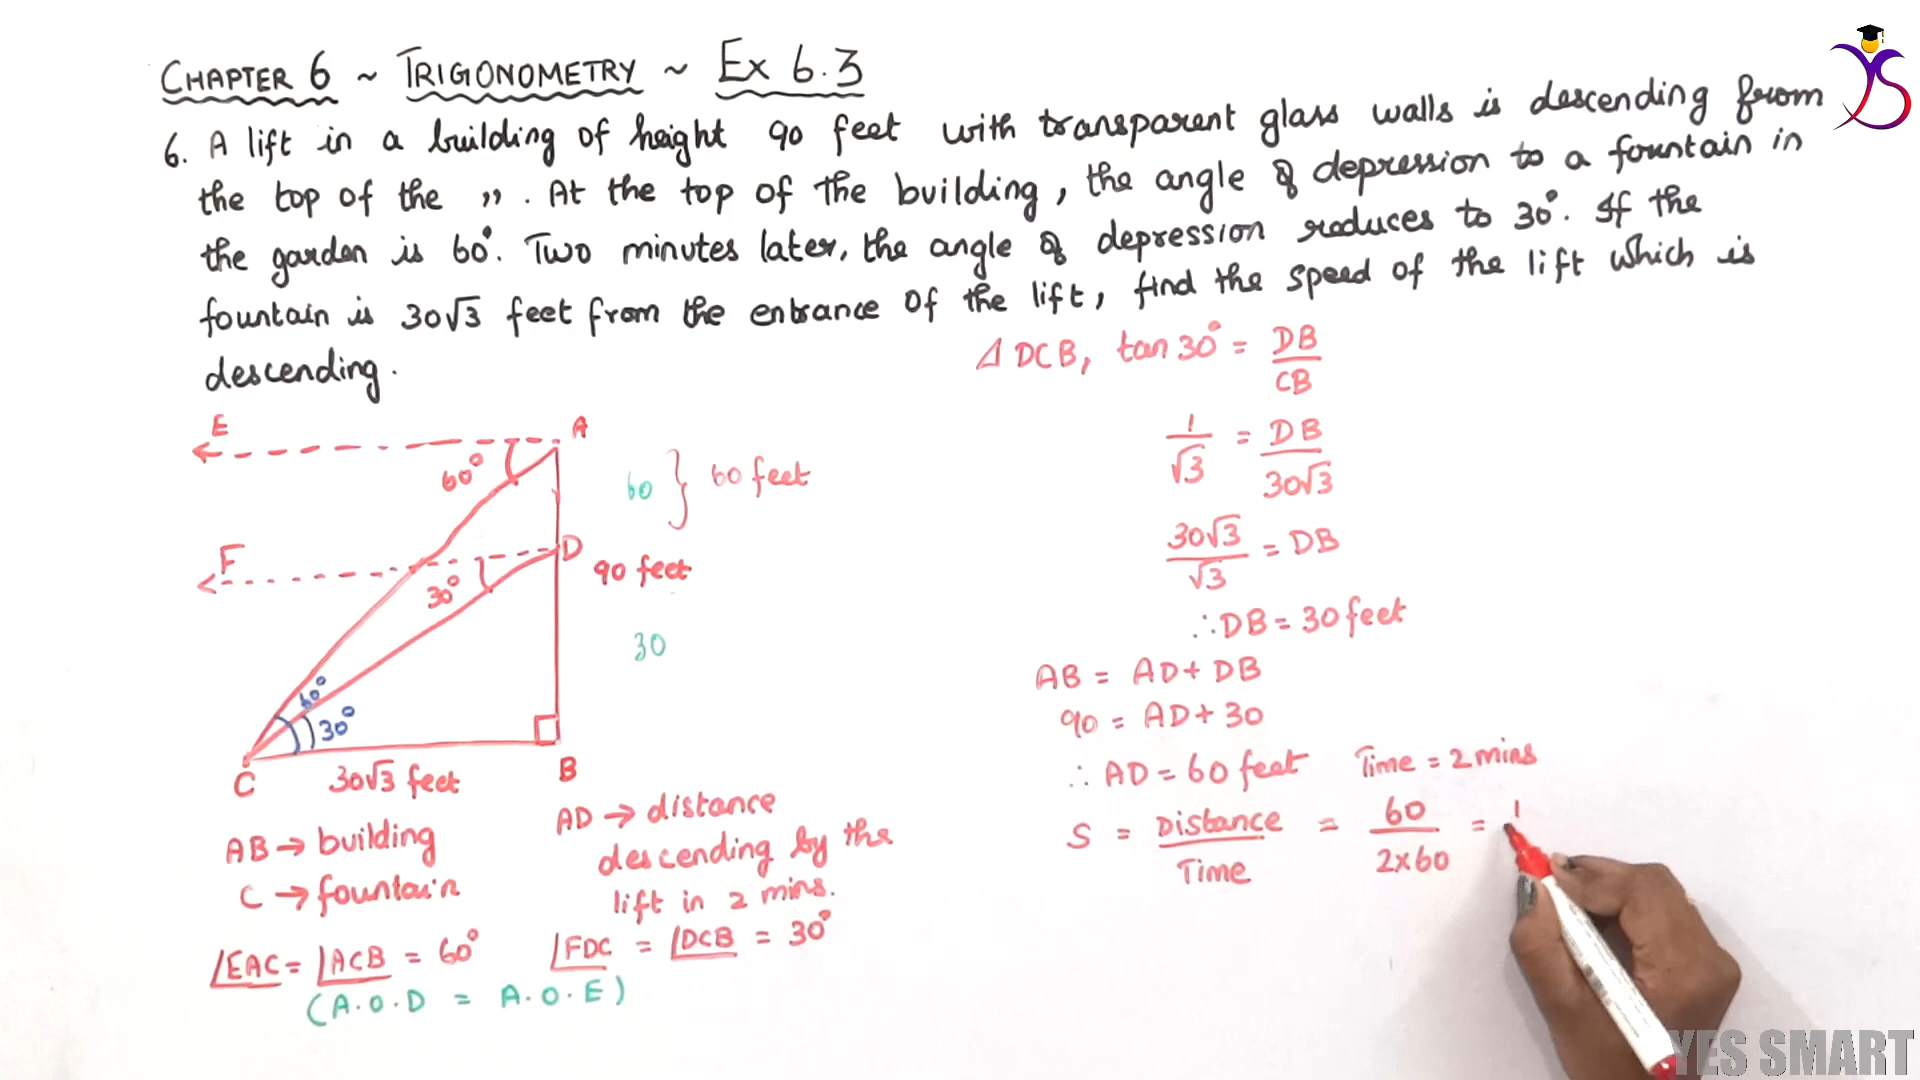 CHAPTER 6 ~ TRIGONOMETRY ~ Ex 6.3
6. A lift in a building of height 90 feet with transparent glass walls is descending from
the top of the ,, . At the top of the building, the angle of depression to a fountain in
the garden is 60°. Two minutes later, the angle of depression reduces to 30°. If the
fountain is 30√3 feet from the entrance of the lift, find the speed of the lift which is
descending.
E
A
60°
60 } 60 feet
F
D
30°
90 feet
30
60°
30°
C
30√3 feet
B
AB → building
C → fountain
AD → distance
descending by the
lift in 2 mins.
∠EAC = ∠ACB = 60°
∠FDC = ∠DCB = 30°
(A.O.D = A.O.E)
Δ DCB, tan 30° = DB/CB
1/√3 = DB/30√3
30√3/√3 = DB
∴ DB = 30 feet
AB = AD + DB
90 = AD + 30
∴ AD = 60 feet Time = 2 mins
S = Distance/Time = 60/2×60 = 1
YS
YES SMART